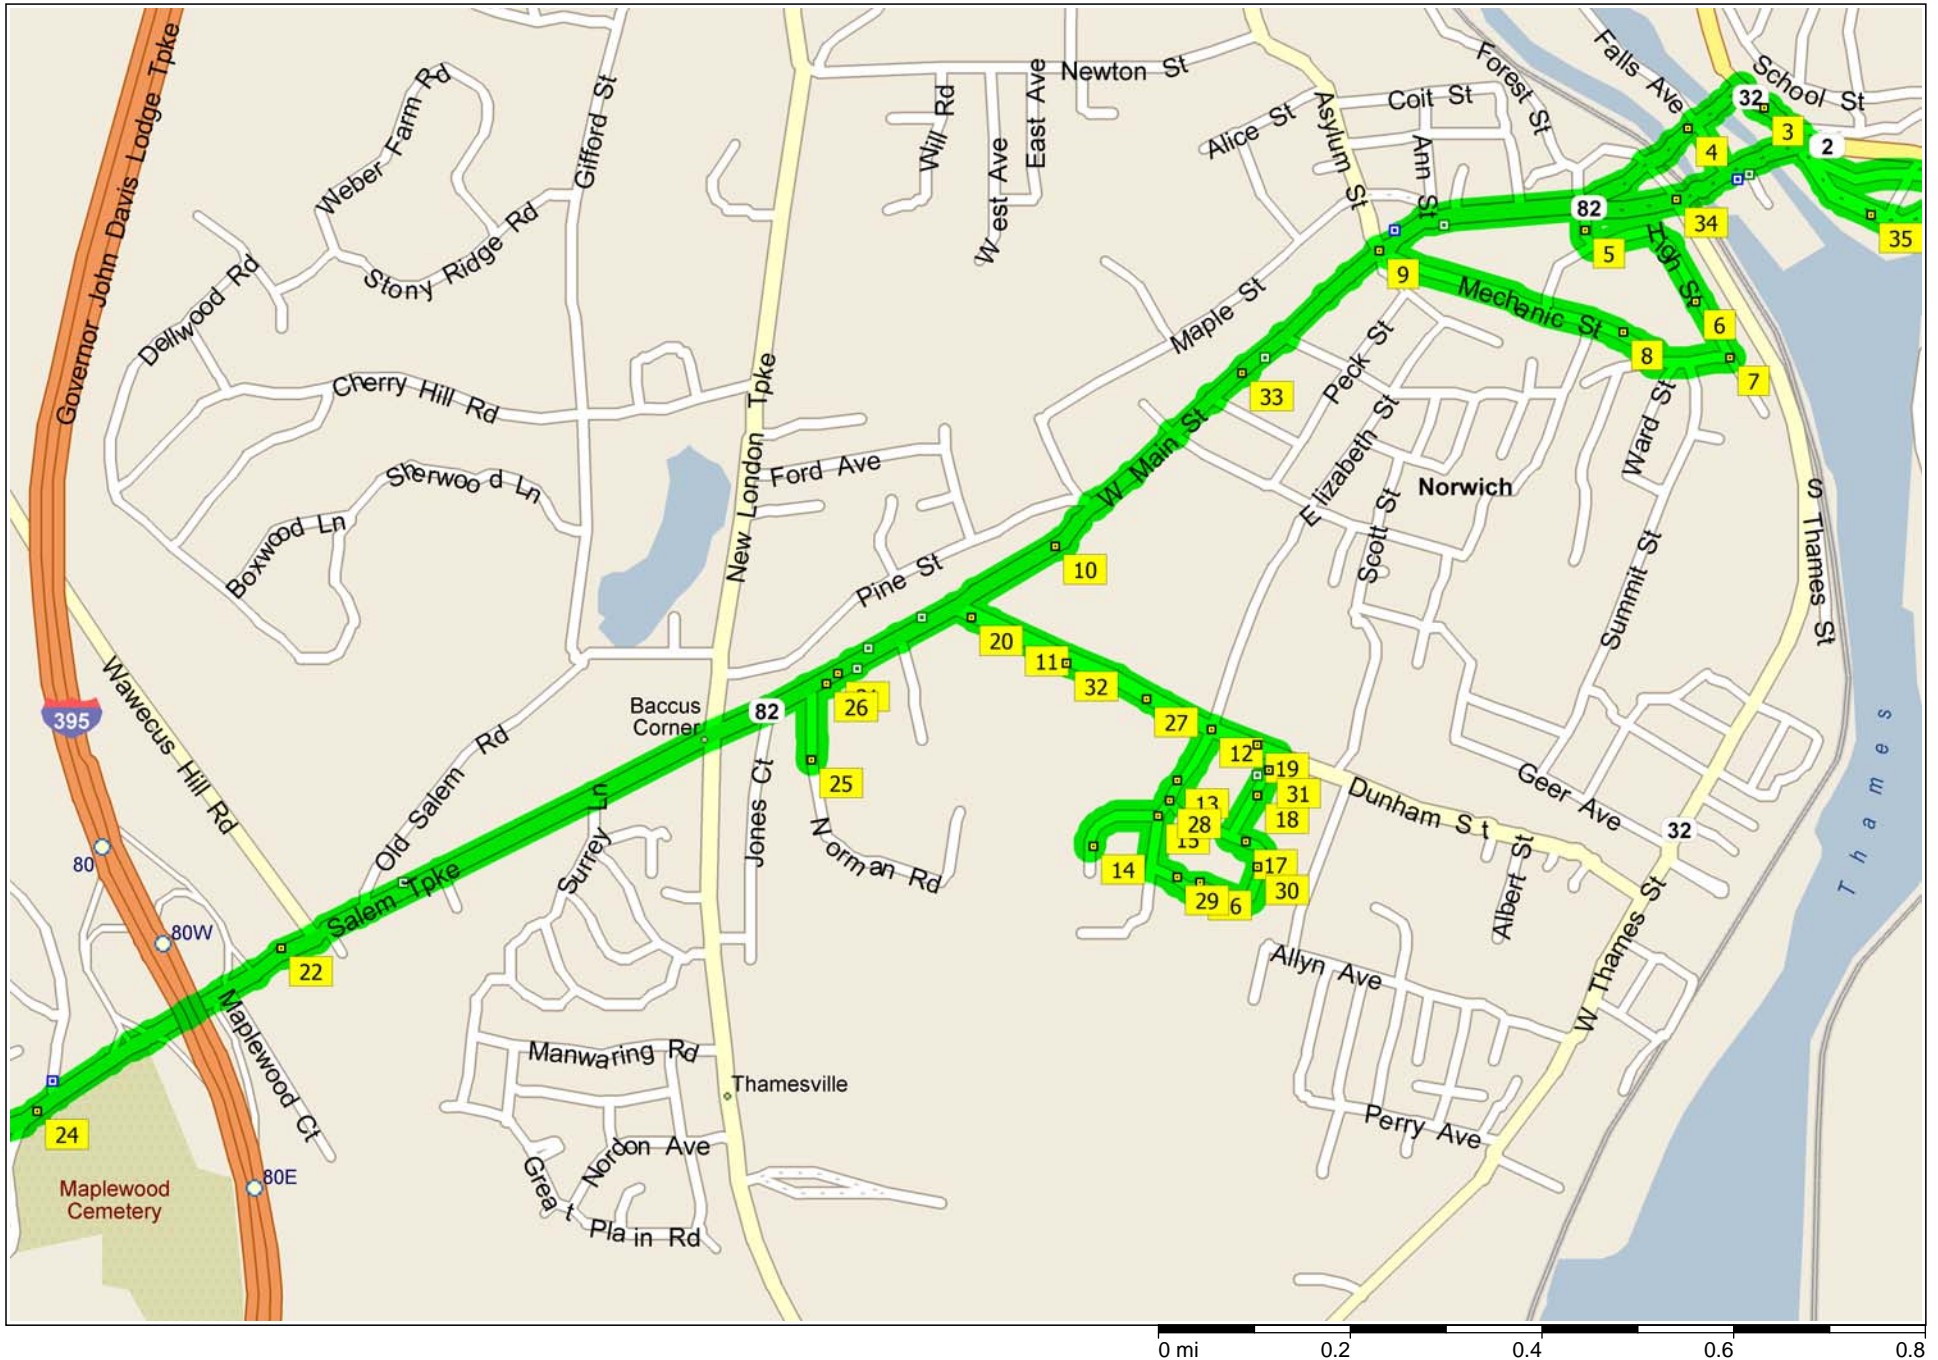 Governor John Davis Lodge Tpke
Weber Farm Rd
Gifford St
Newton St
Will Rd
West Ave
East Ave
Alice St
Asylum St
Coit St
Ann St
Forest St
Falls Ave
School St
32
3
4
2
82
34
5
35
High St
9
Mechanic St
6
8
7
Stony Ridge Rd
Dellwood Rd
Maple St
Peck St
33
Cherry Hill Rd
New London Tpke
Ford Ave
Sherwood Ln
Boxwood Ln
W Main St
Elizabeth St
Ward St
Norwich
Scott St
S Thames St
Pine St
10
Summit St
20
11
32
27
12
19
31
18
13
28
15
17
30
14
29
6
Wawecus Hill Rd
395
Baccus
Corner
82
26
25
Old Salem Rd
Surrey Ln
Jones Ct
Norman Rd
Dunham St
Geer Ave
Albert St
32
Thames
80
80W
Salem Tpke
22
Maplewood Ct
Allyn Ave
W Thames St
Manwaring Rd
Thamesville
24
Perry Ave
Norcon Ave
Great Plain Rd
80E
Maplewood
Cemetery
0 mi 0.2 0.4 0.6 0.8